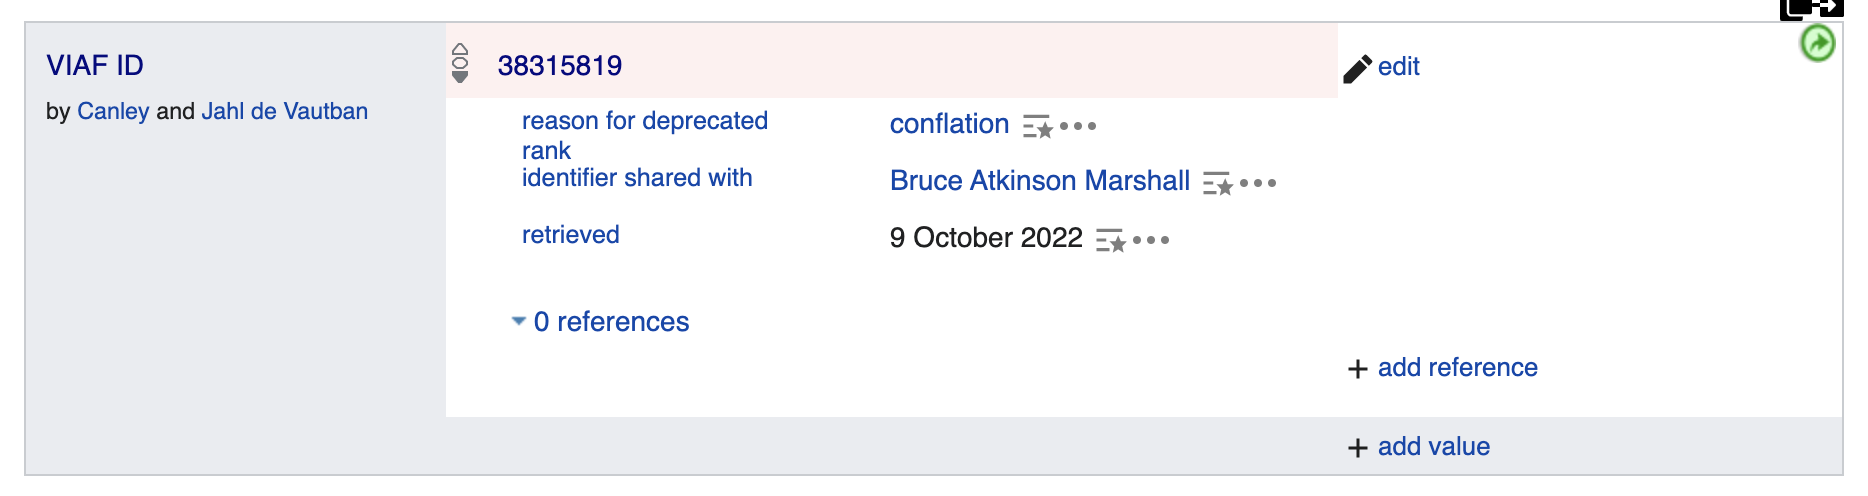 VIAF ID
by Canley and Jahl de Vautban
38315819
edit
reason for deprecated
rank
conflation
identifier shared with
Bruce Atkinson Marshall
retrieved
9 October 2022
0 references
+ add reference
+ add value